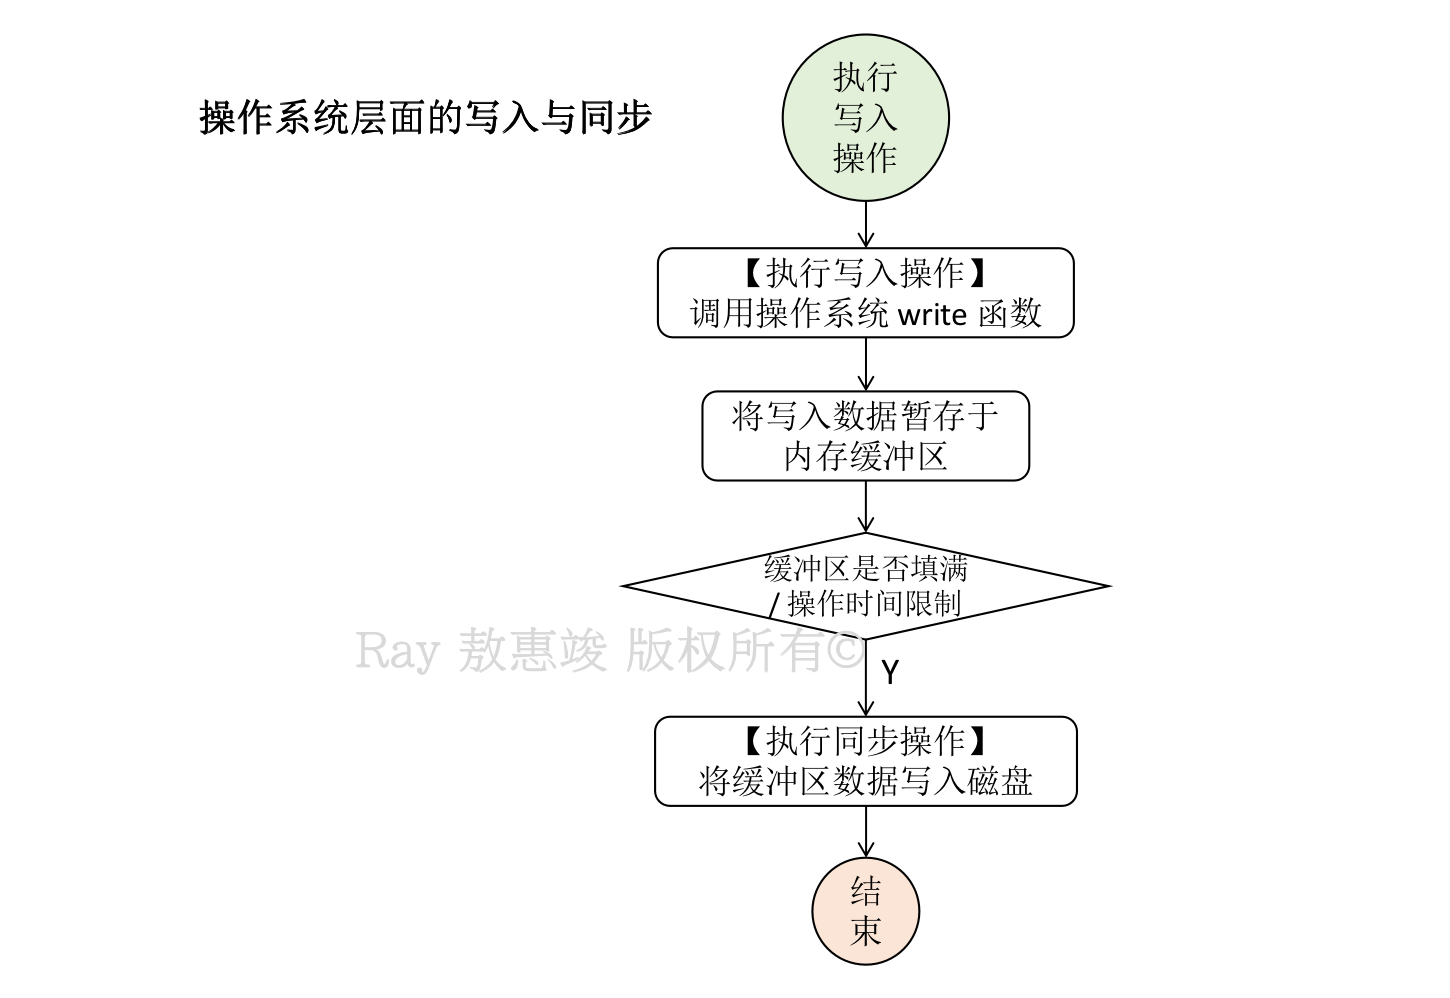 操作系统层面的写入与同步
执行
写入
操作
【执行写入操作】
调用操作系统 write 函数
将写入数据暂存于
内存缓冲区
缓冲区是否填满
/ 操作时间限制
Ray 敖惠竣 版权所有©
Y
【执行同步操作】
将缓冲区数据写入磁盘
结
束